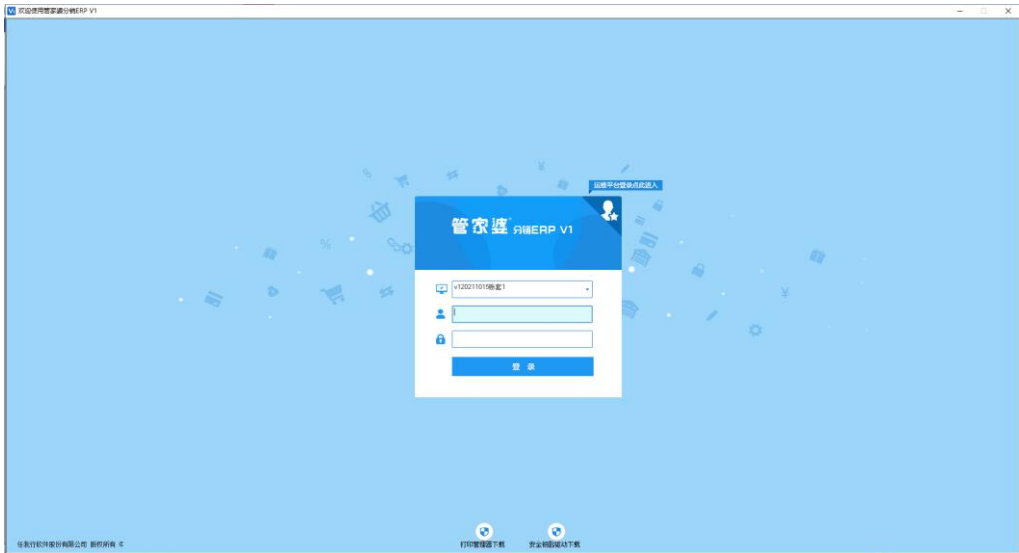 欢迎使用管家婆分销ERP V1
运维平台登录点此进入
管家婆 分销ERP V1
v120211015账套1
登 录
打印管理器下载
安全钥匙驱动下载
任我行软件股份有限公司 版权所有 ©